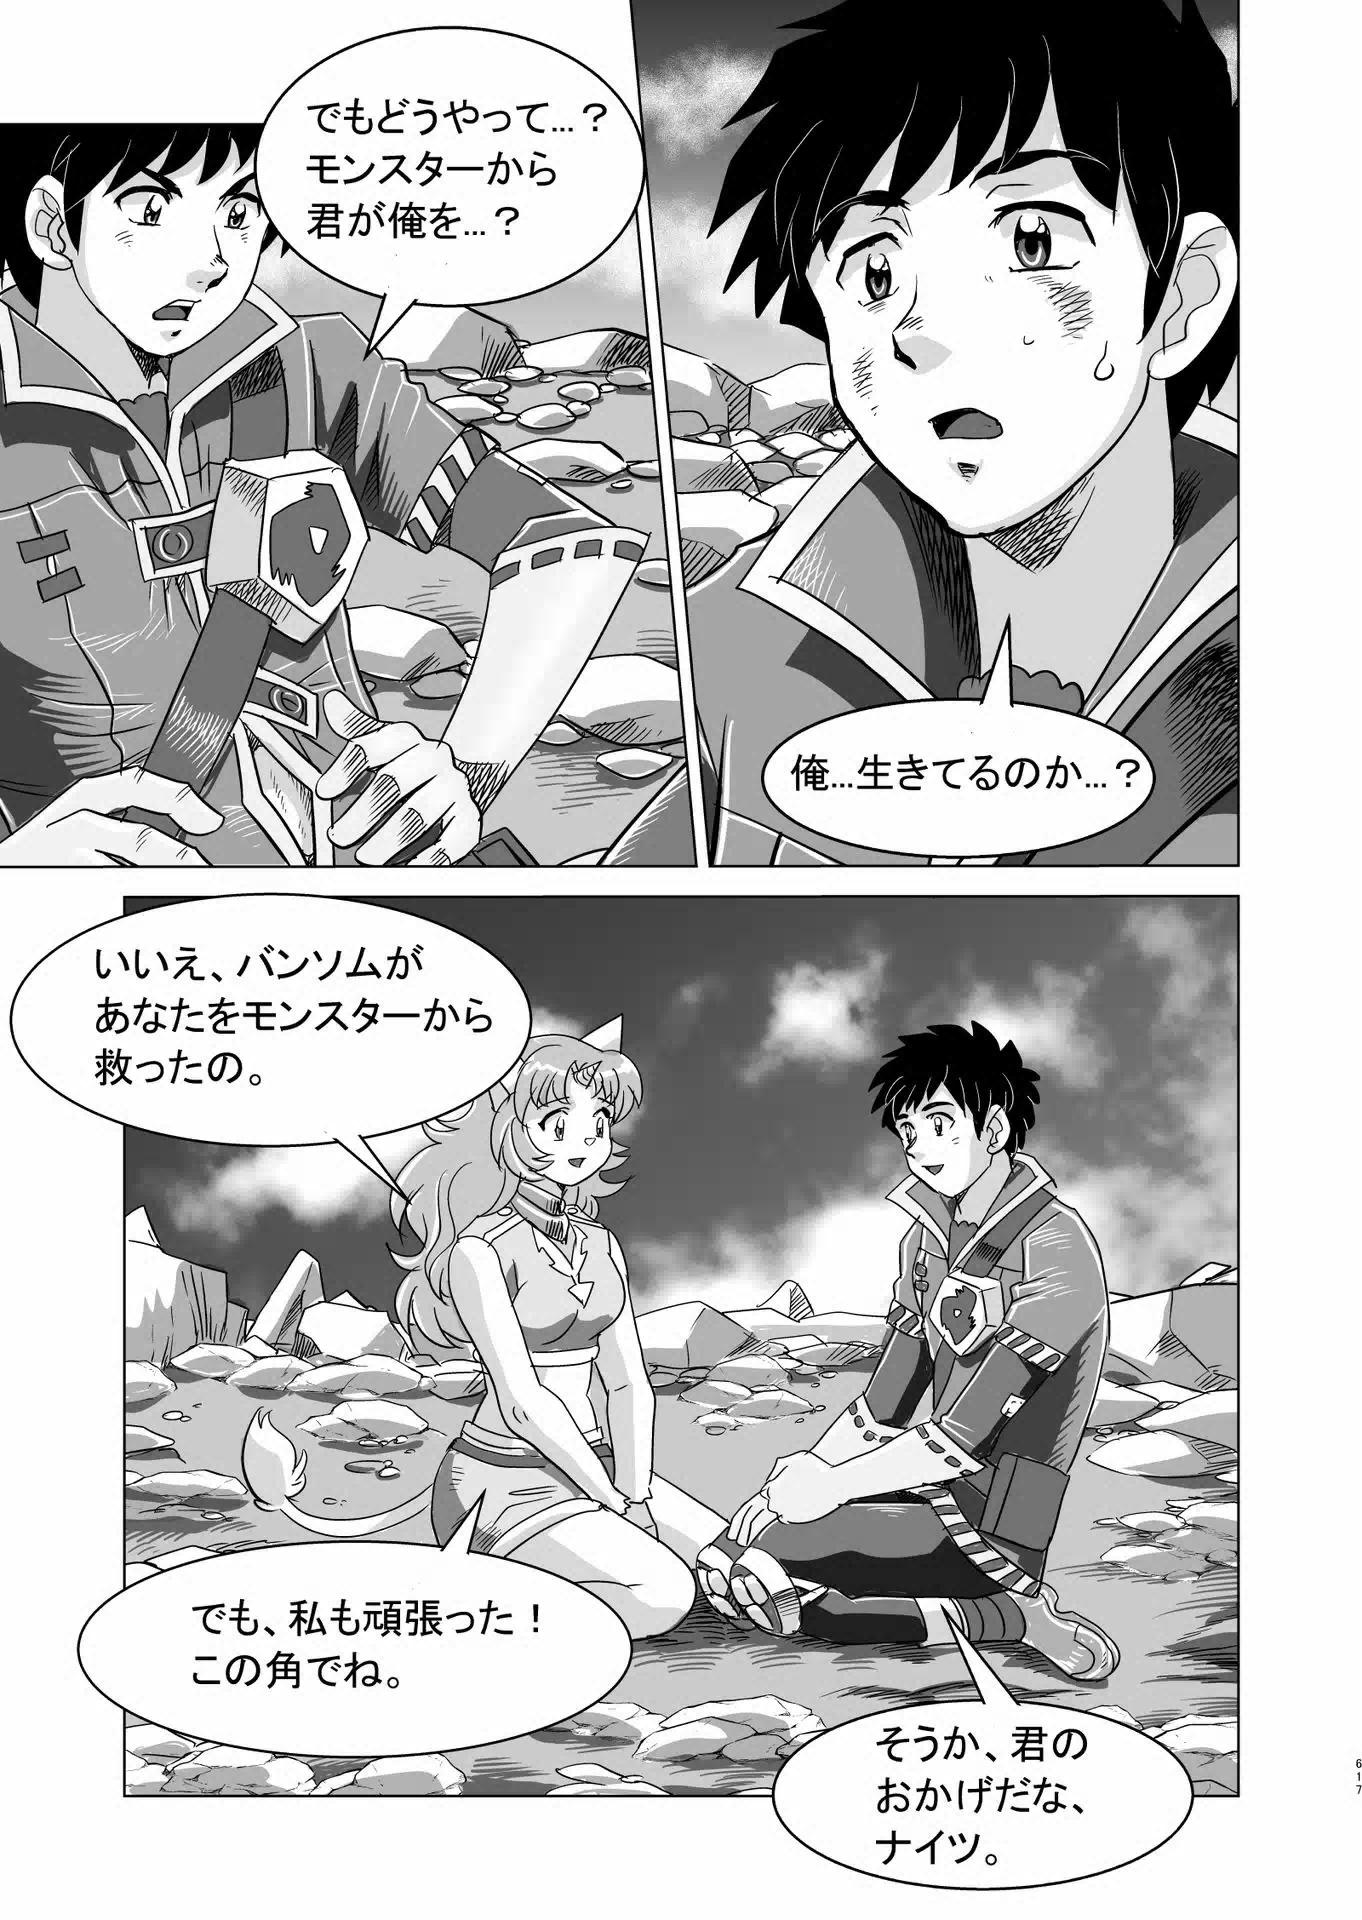 俺…生きてるのか…？
でもどうやって…？
モンスターから
君が俺を…？
いいえ、バンソムが
あなたをモンスターから
救ったの。
でも、私も頑張った！
この角でね。
そうか、君の
おかげだな、
ナイツ。
617